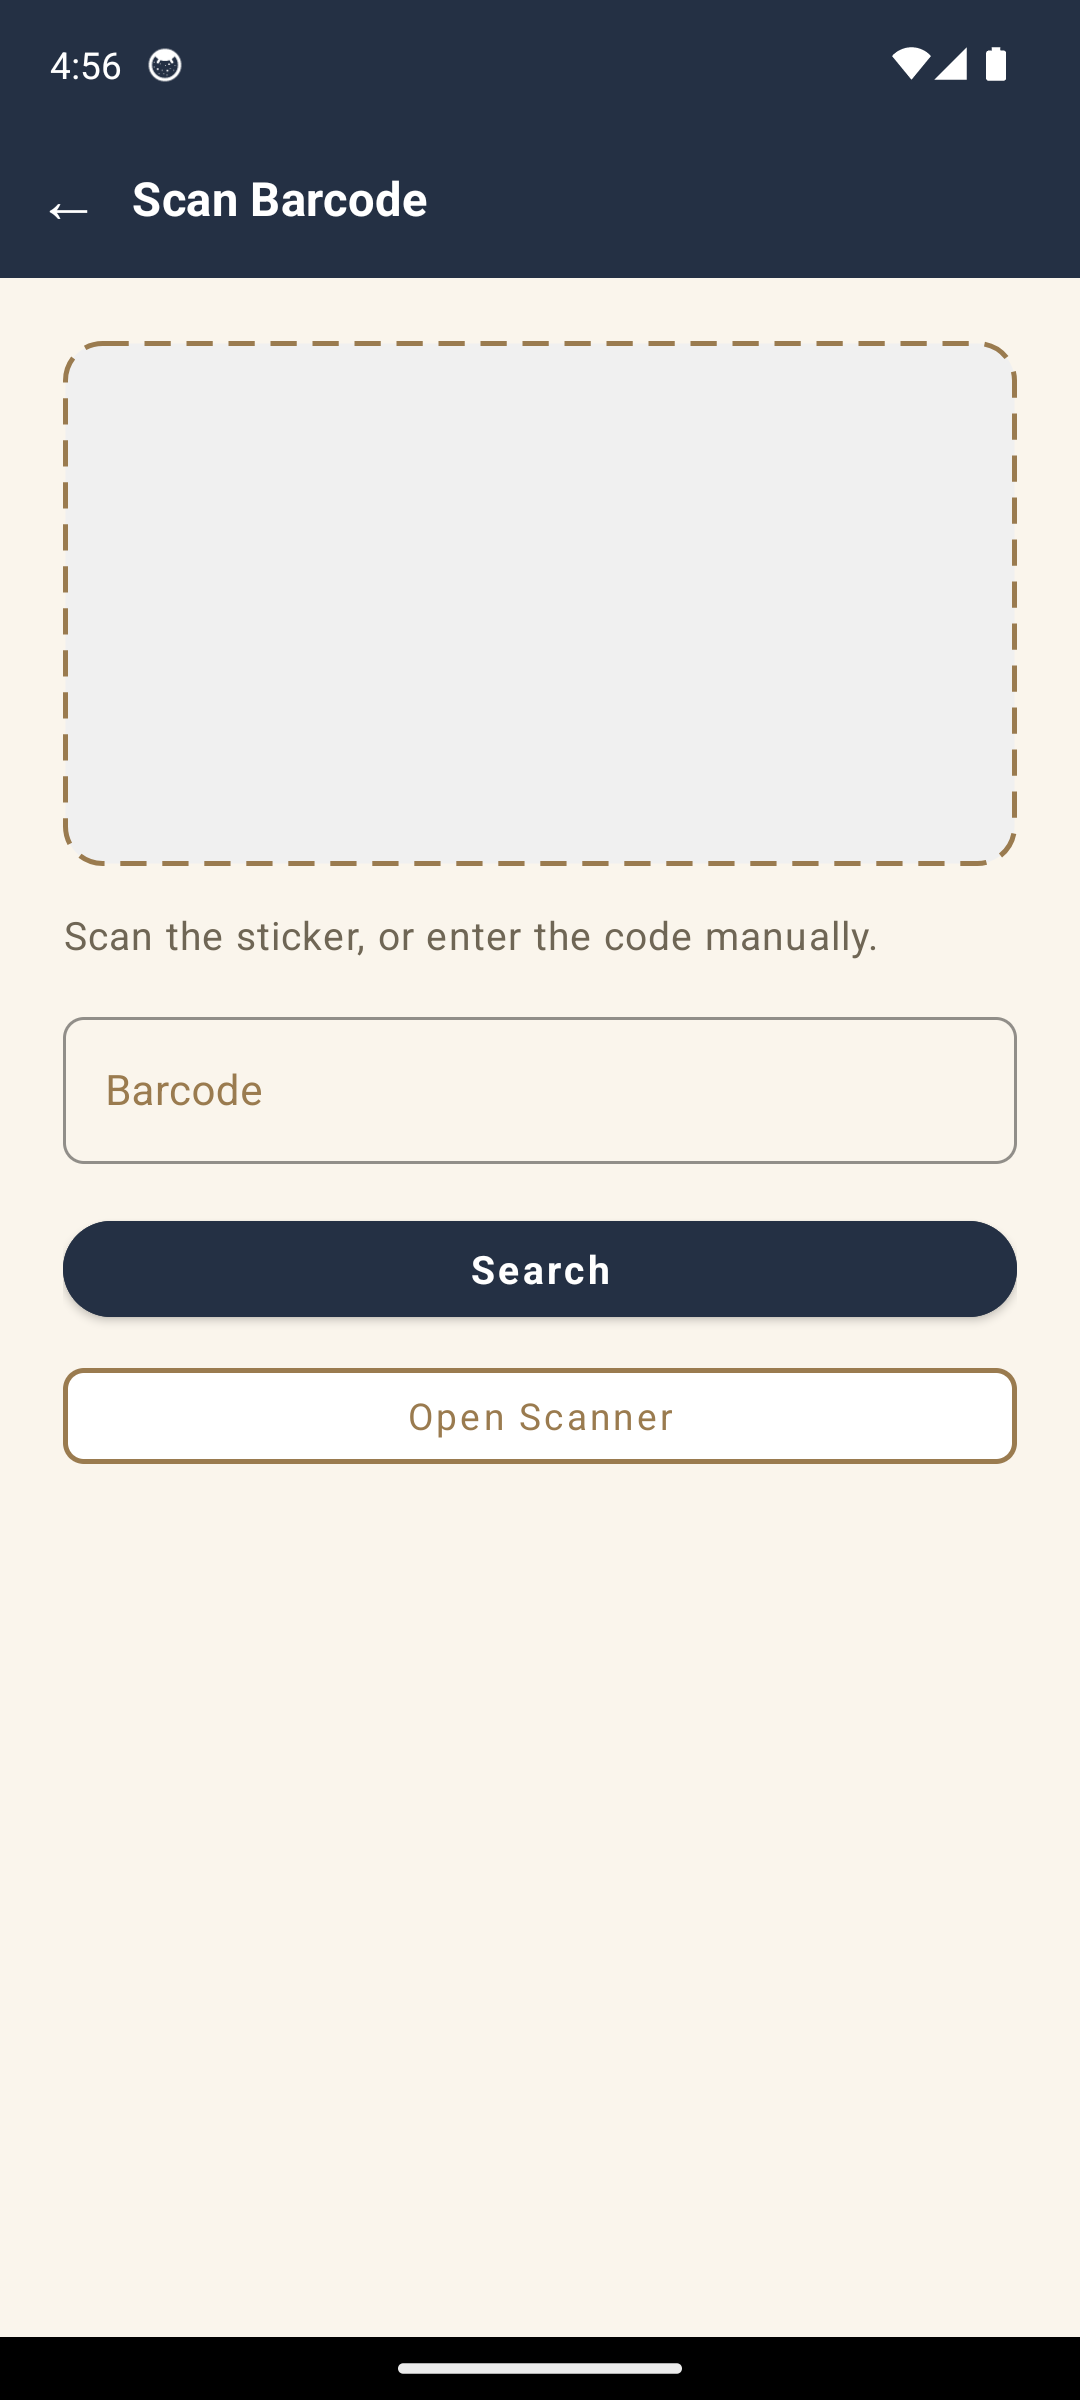 4:56
← Scan Barcode
Scan the sticker, or enter the code manually.
Barcode
Search
Open Scanner